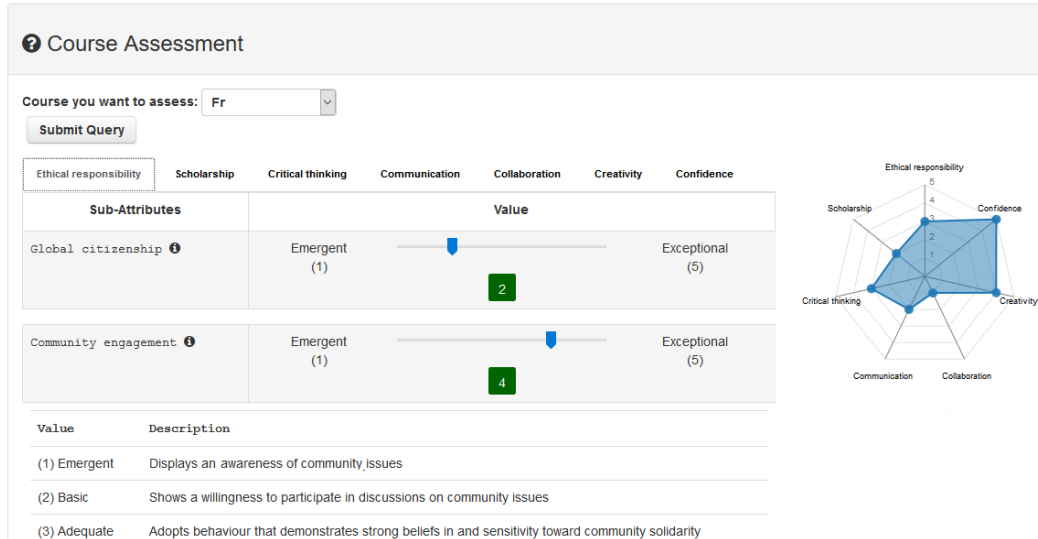 Course Assessment
Course you want to assess: Fr
Submit Query
Ethical responsibility Scholarship Critical thinking Communication Collaboration Creativity Confidence
Sub-Attributes Value
Global citizenship Emergent (1) 2 Exceptional (5)
Community engagement Emergent (1) 4 Exceptional (5)
Value Description
(1) Emergent Displays an awareness of community issues
(2) Basic Shows a willingness to participate in discussions on community issues
(3) Adequate Adopts behaviour that demonstrates strong beliefs in and sensitivity toward community solidarity
Ethical responsibility
5
4
Scholarship Confidence
3
2
1
Critical thinking Creativity
Communication Collaboration